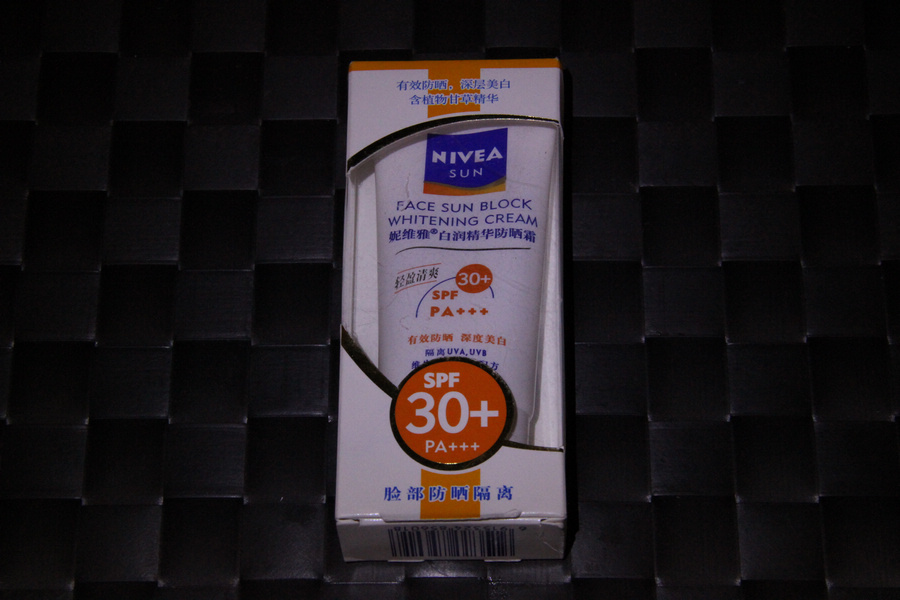 有效防晒，深层美白
含植物甘草精华
NIVEA
SUN
FACE SUN BLOCK
WHITENING CREAM
妮维雅®白润精华防晒霜
轻盈清爽
30+
SPF
PA+++
有效防晒 深度美白
隔离UVA,UVB
SPF
30+
PA+++
脸部防晒隔离